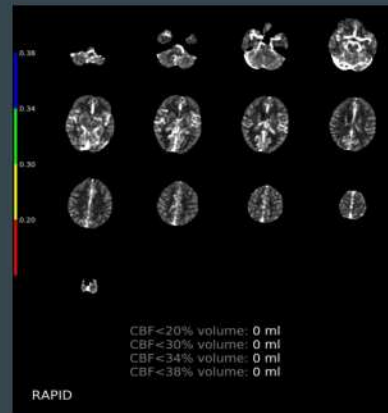 0.38
0.34
0.30
0.20
CBF<20% volume: 0 ml
CBF<30% volume: 0 ml
CBF<34% volume: 0 ml
CBF<38% volume: 0 ml
RAPID